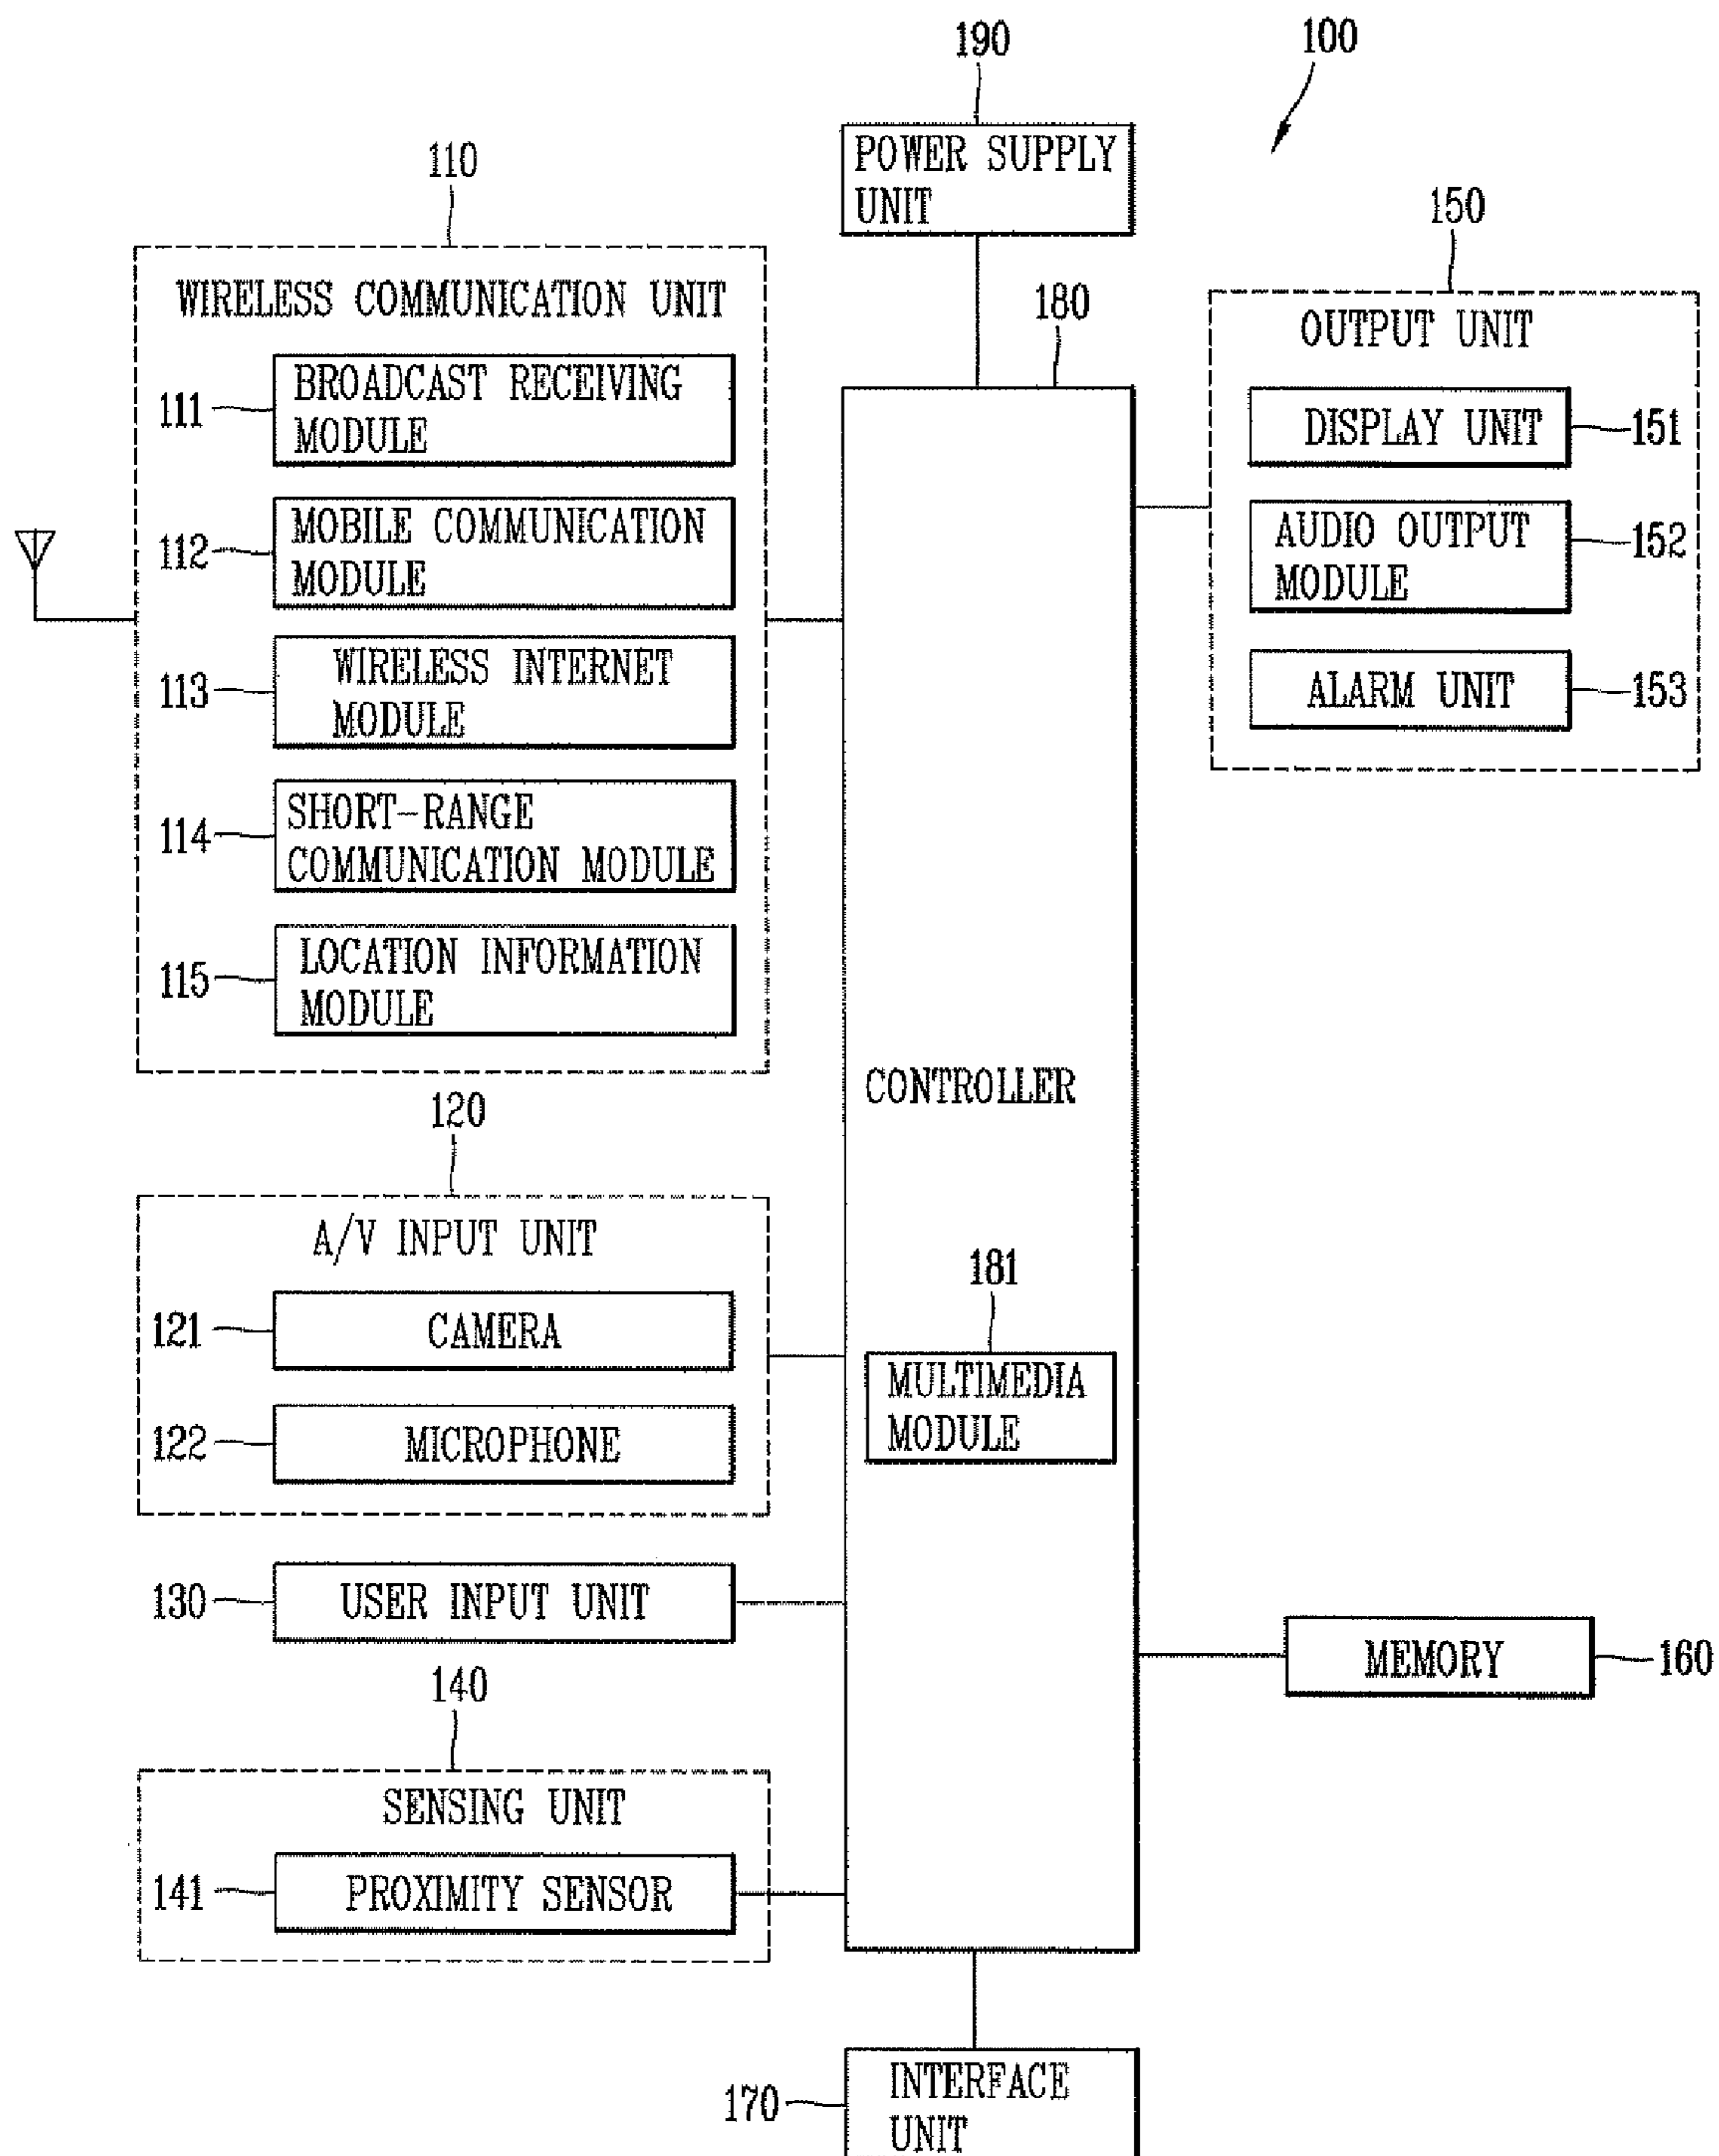 190
100
POWER SUPPLY
UNIT
110
WIRELESS COMMUNICATION UNIT
111
BROADCAST RECEIVING
MODULE
112
MOBILE COMMUNICATION
MODULE
113
WIRELESS INTERNET
MODULE
114
SHORT-RANGE
COMMUNICATION MODULE
115
LOCATION INFORMATION
MODULE
150
OUTPUT UNIT
DISPLAY UNIT
151
AUDIO OUTPUT
MODULE
152
ALARM UNIT
153
180
CONTROLLER
181
MULTIMEDIA
MODULE
120
A/V INPUT UNIT
121
CAMERA
122
MICROPHONE
130
USER INPUT UNIT
140
SENSING UNIT
141
PROXIMITY SENSOR
MEMORY
160
170
INTERFACE
UNIT